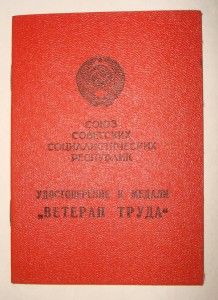 СОЮЗ
СОВЕТСКИХ
СОЦИАЛИСТИЧЕСКИХ
РЕСПУБЛИК
УДОСТОВЕРЕНИЕ К МЕДАЛИ
„ВЕТЕРАН ТРУДА“